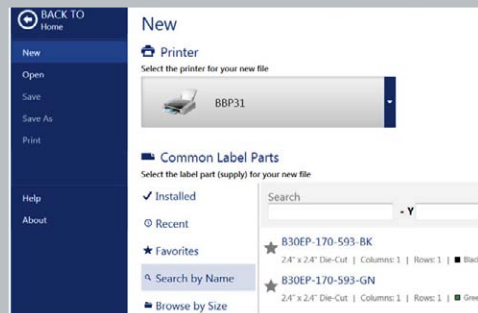 BACK TO
Home
New
Open
Save
Save As
Print
Help
About
New
Printer
Select the printer for your new file
BBP31
Common Label Parts
Select the label part (supply) for your new file
Installed
Recent
Favorites
Search by Name
Browse by Size
Search
- Y
B30EP-170-593-BK
2.4" x 2.4" Die-Cut | Columns: 1 | Rows: 1 |
B30EP-170-593-GN
2.4" x 2.4" Die-Cut | Columns: 1 | Rows: 1 |